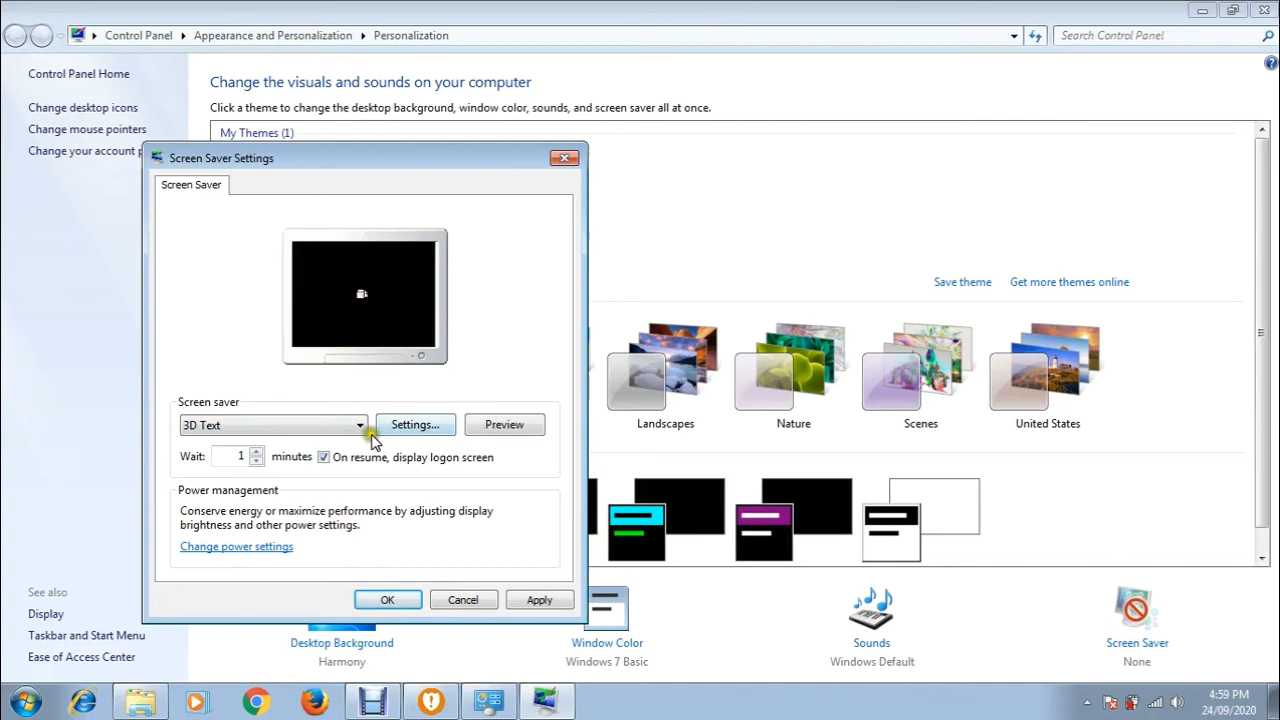 Control Panel ▸ Appearance and Personalization ▸ Personalization
Search Control Panel
Control Panel Home
Change desktop icons
Change mouse pointers
Change your account p
Change the visuals and sounds on your computer
Click a theme to change the desktop background, window color, sounds, and screen saver all at once.
My Themes (1)
Screen Saver Settings
Screen Saver
Save theme
Get more themes online
Screen saver
3D Text
Settings...
Preview
Wait: 1 minutes
On resume, display logon screen
Power management
Conserve energy or maximize performance by adjusting display
brightness and other power settings.
Change power settings
OK
Cancel
Apply
Landscapes
Nature
Scenes
United States
See also
Display
Taskbar and Start Menu
Ease of Access Center
Desktop Background
Harmony
Window Color
Windows 7 Basic
Sounds
Windows Default
Screen Saver
None
4:59 PM
24/09/2020